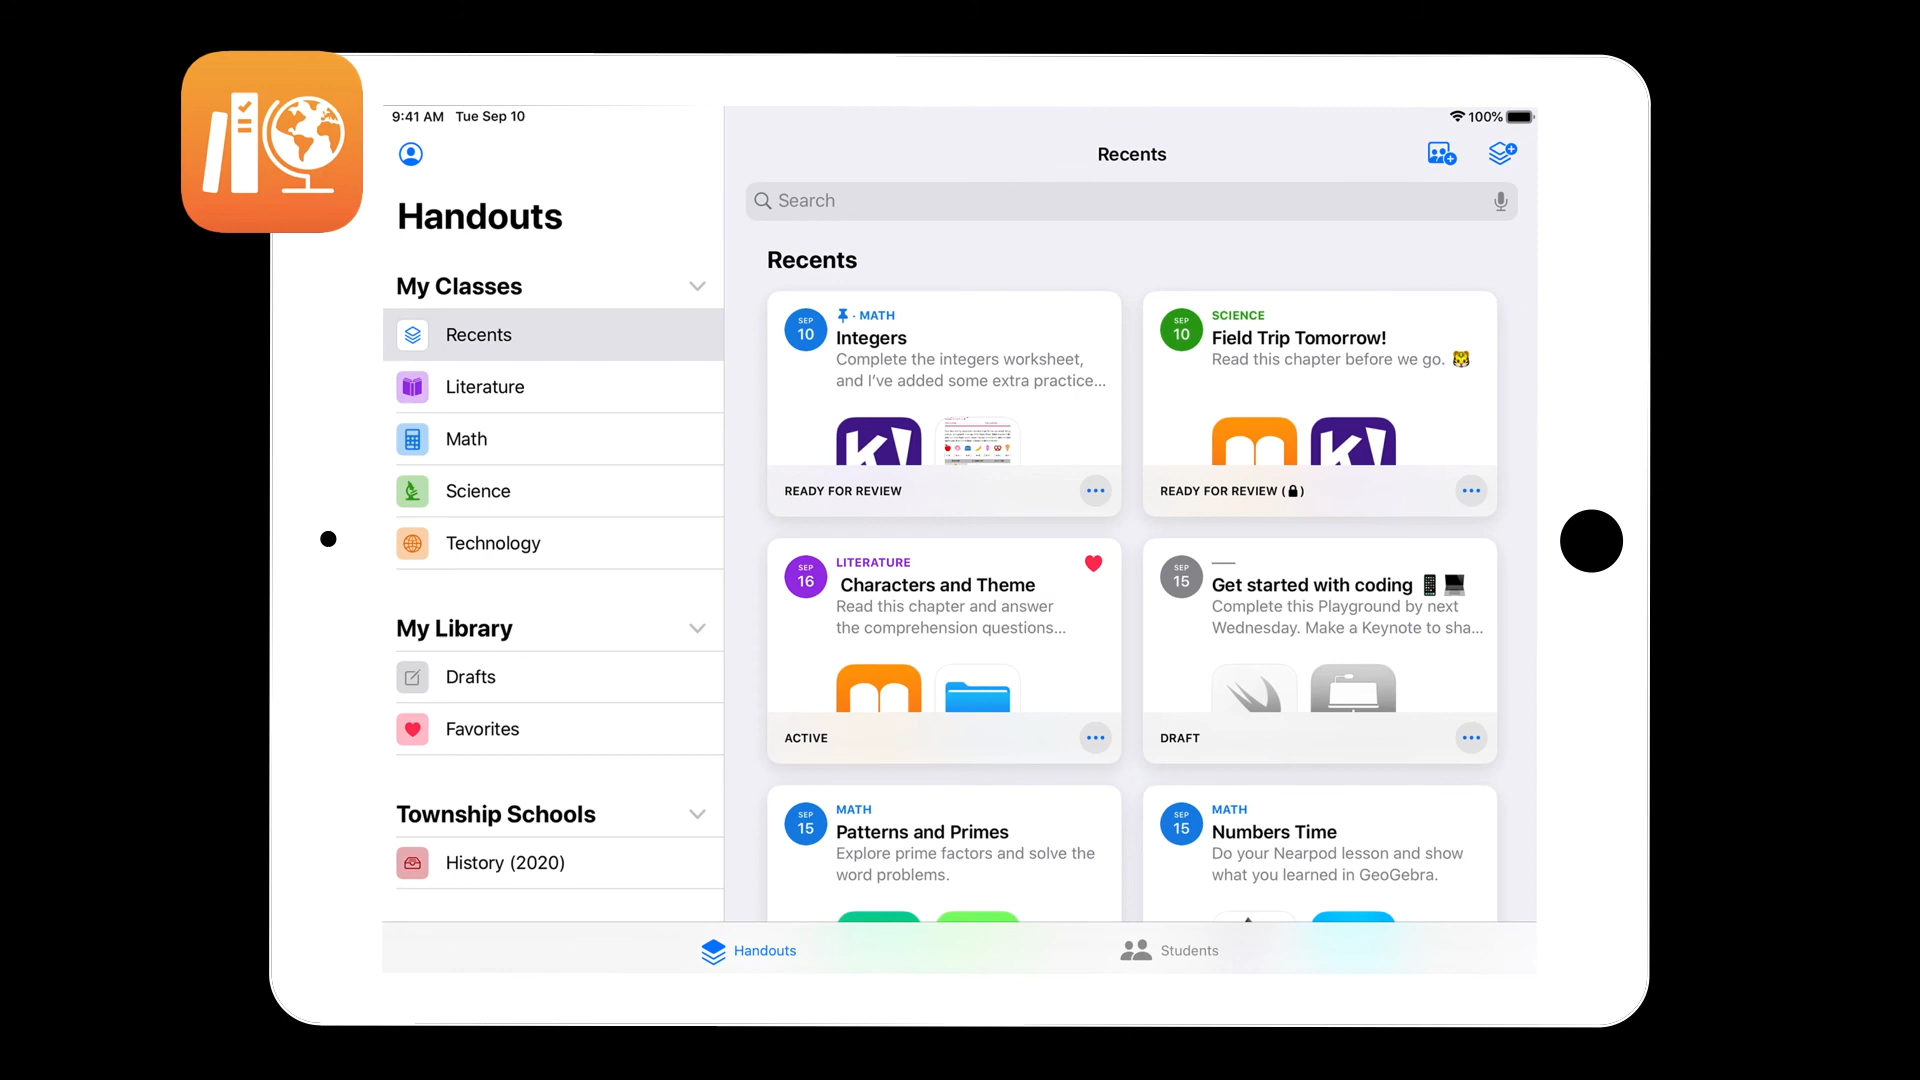 9:41 AM Tue Sep 10
100%
Handouts
My Classes
Recents
Literature
Math
Science
Technology
My Library
Drafts
Favorites
Township Schools
History (2020)
Recents
Search
Recents
SEP
10
· MATH
Integers
Complete the integers worksheet,
and I've added some extra practice...
K!
READY FOR REVIEW
SEP
10
SCIENCE
Field Trip Tomorrow!
Read this chapter before we go. 🐯
K!
READY FOR REVIEW (🔒)
SEP
16
LITERATURE
Characters and Theme
Read this chapter and answer
the comprehension questions...
ACTIVE
SEP
15
Get started with coding 📱 💻
Complete this Playground by next
Wednesday. Make a Keynote to sha...
DRAFT
SEP
15
MATH
Patterns and Primes
Explore prime factors and solve the
word problems.
SEP
15
MATH
Numbers Time
Do your Nearpod lesson and show
what you learned in GeoGebra.
Handouts
Students